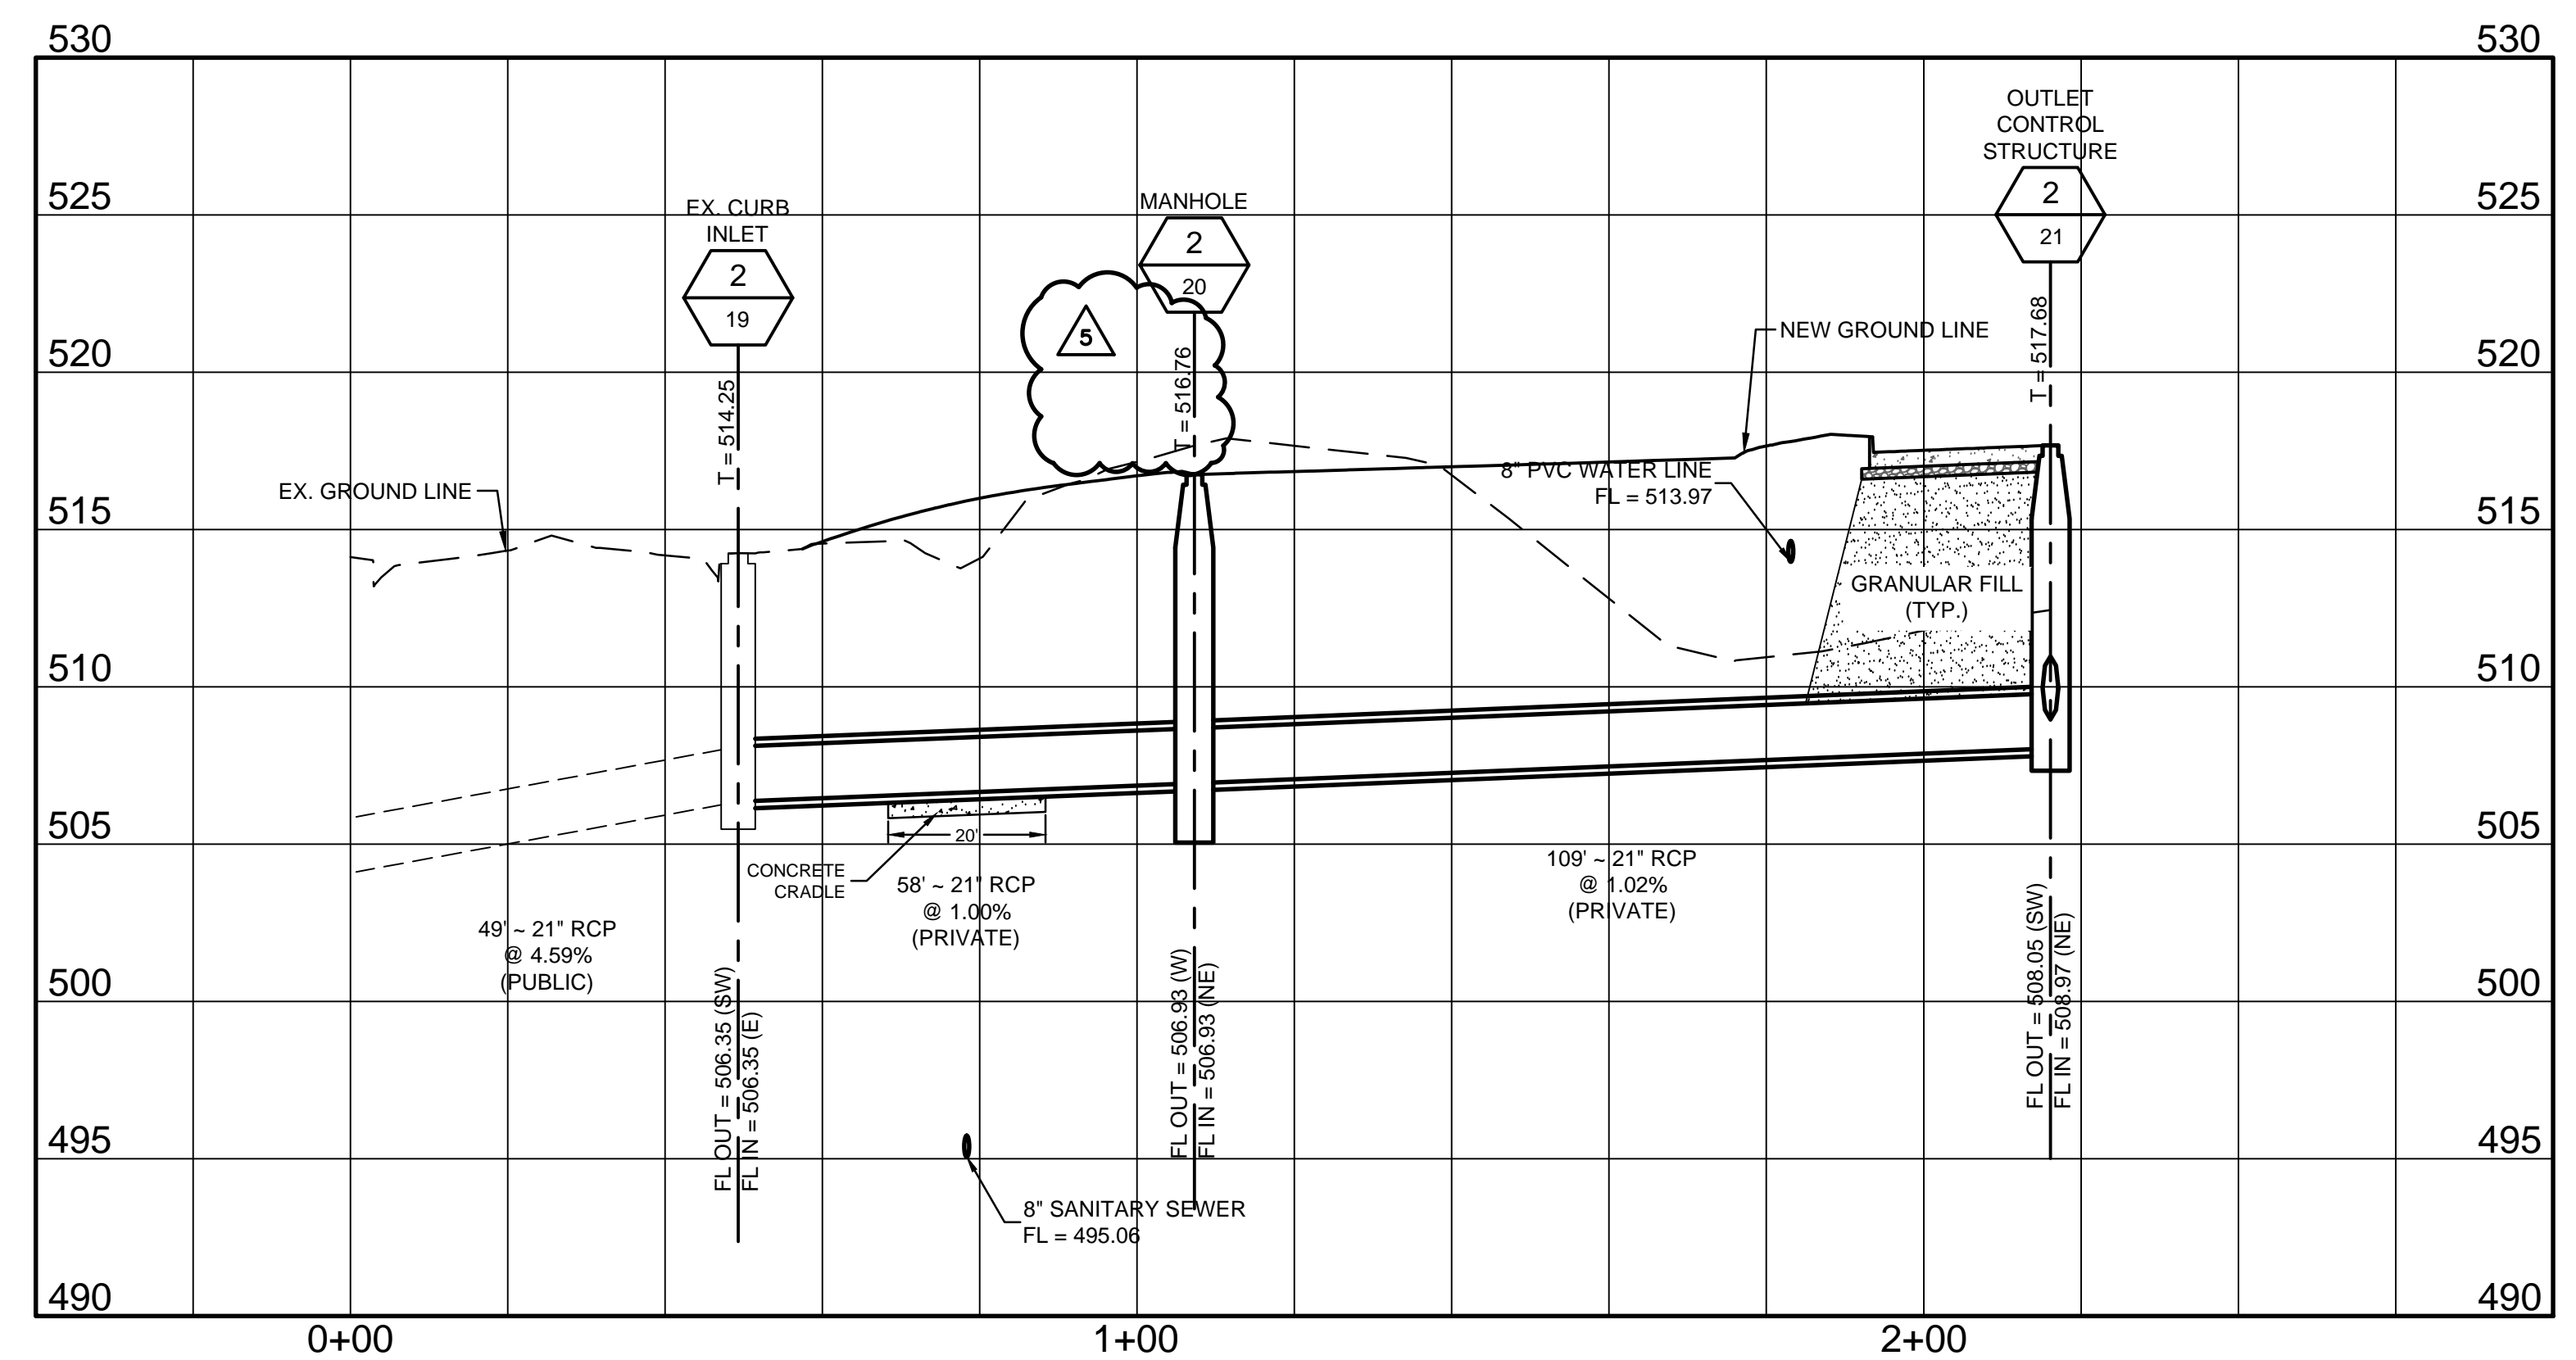 530
530
OUTLET
CONTROL
STRUCTURE
2
21
525
525
EX. CURB
INLET
2
19
MANHOLE
2
20
5
T = 514.25
T = 516.76
T = 517.68
NEW GROUND LINE
520
520
EX. GROUND LINE
8" PVC WATER LINE
FL = 513.97
515
515
GRANULAR FILL
(TYP.)
510
510
505
505
20'
CONCRETE
CRADLE
49' ~ 21" RCP
@ 4.59%
(PUBLIC)
58' ~ 21" RCP
@ 1.00%
(PRIVATE)
109' ~ 21" RCP
@ 1.02%
(PRIVATE)
500
500
FL OUT = 506.35 (SW)
FL IN = 506.35 (E)
FL OUT = 506.93 (W)
FL IN = 506.93 (NE)
FL OUT = 508.05 (SW)
FL IN = 508.97 (NE)
495
495
8" SANITARY SEWER
FL = 495.06
490
490
0+00
1+00
2+00